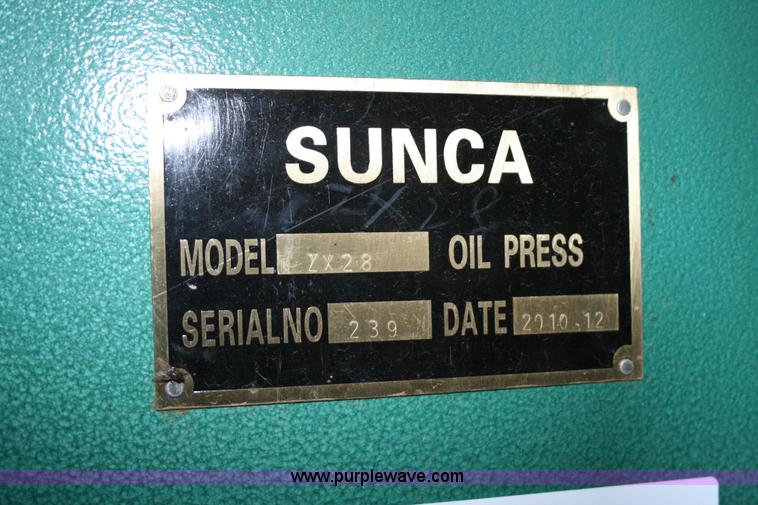 SUNCA
MODEL ZX28 OIL PRESS
SERIALNO 239 DATE 2010.12
www.purplewave.com